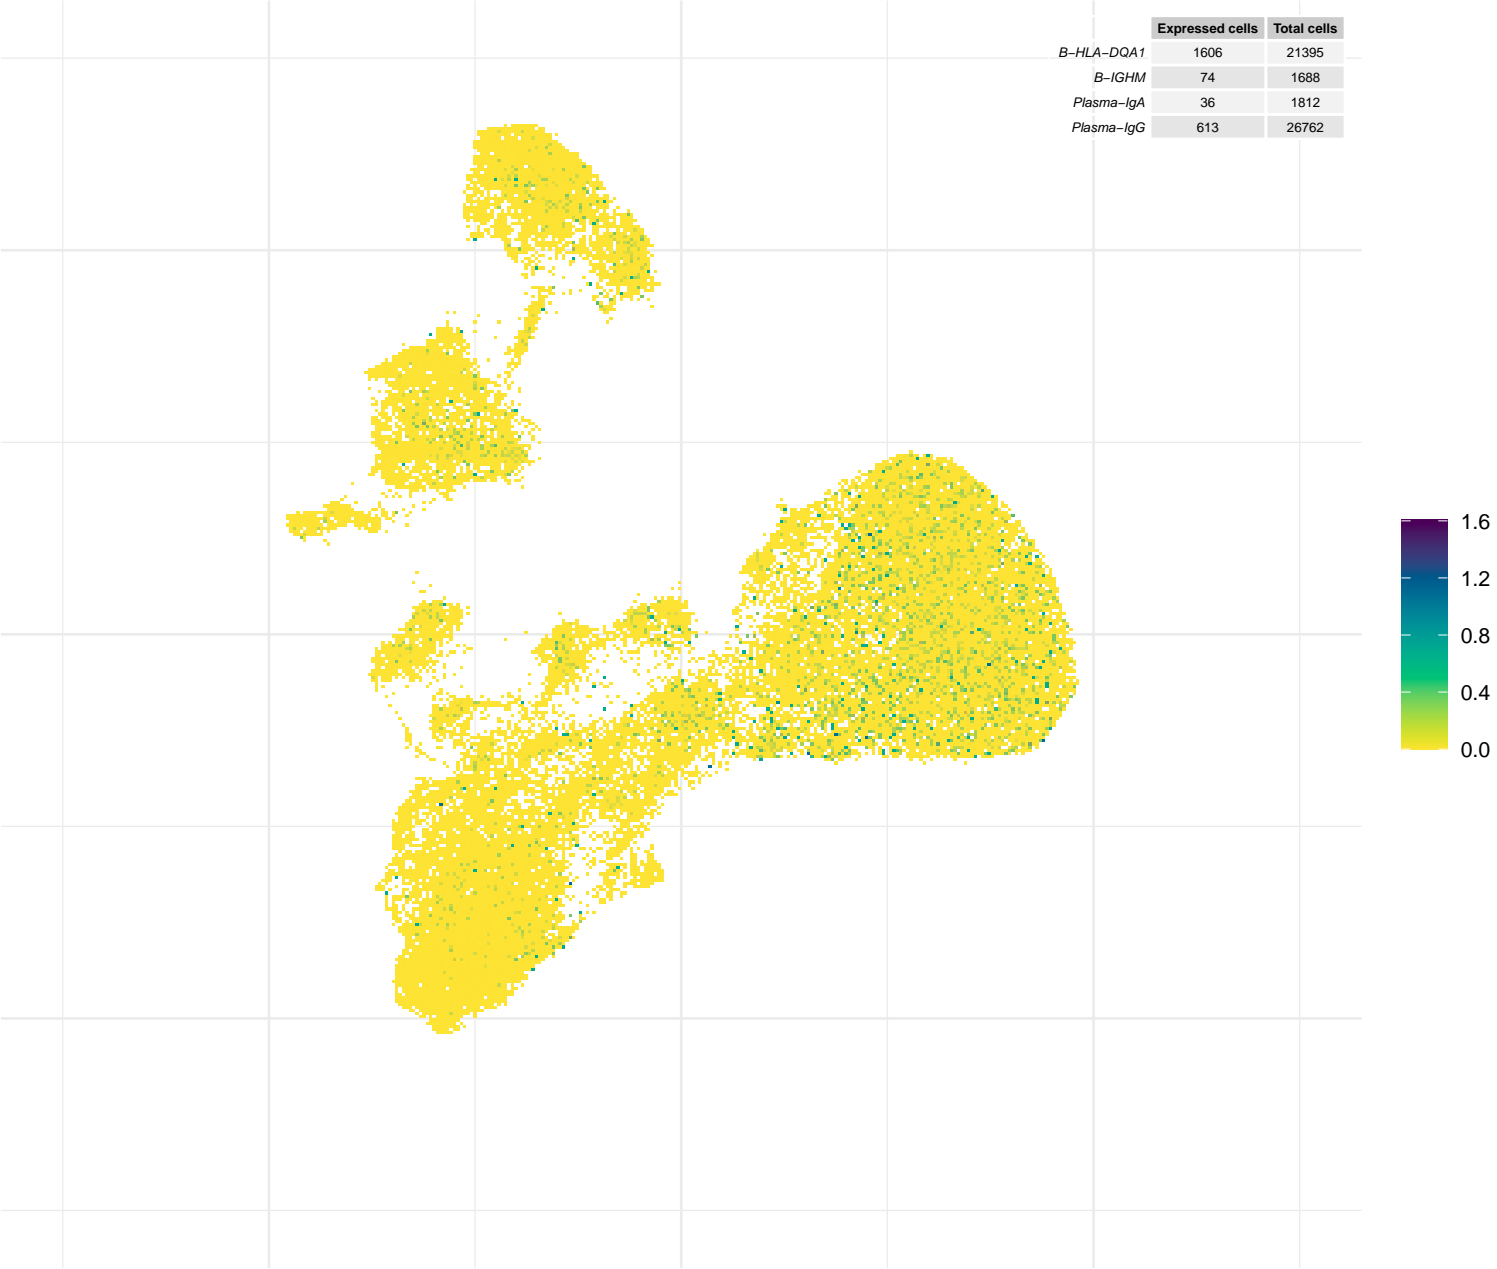 Expressed cells Total cells
B−HLA−DQA1 1606 21395
B−IGHM 74 1688
Plasma−IgA 36 1812
Plasma−IgG 613 26762
1.6
1.2
0.8
0.4
0.0